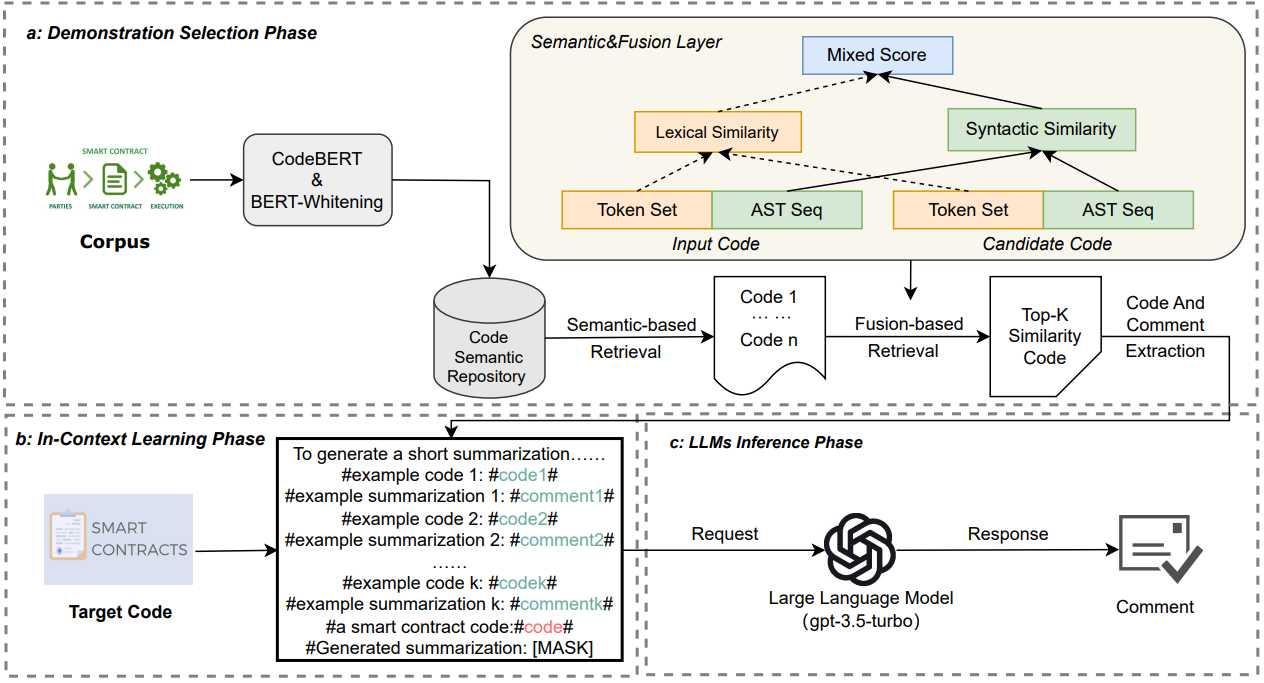 a: Demonstration Selection Phase
Semantic&Fusion Layer
Mixed Score
Lexical Similarity
Syntactic Similarity
Token Set
AST Seq
Token Set
AST Seq
Input Code
Candidate Code
SMART CONTRACT
PARTIES
SMART CONTRACT
EXECUTION
Corpus
CodeBERT
&
BERT-Whitening
Code
Semantic
Repository
Semantic-based
Retrieval
Code 1
... ...
Code n
Fusion-based
Retrieval
Top-K
Similarity
Code
Code And
Comment
Extraction
b: In-Context Learning Phase
SMART
CONTRACTS
Target Code
To generate a short summarization……
#example code 1: #code1#
#example summarization 1: #comment1#
#example code 2: #code2#
#example summarization 2: #comment2#
……
#example code k: #codek#
#example summarization k: #commentk#
#a smart contract code:#code#
#Generated summarization: [MASK]
c: LLMs Inference Phase
Request
Large Language Model
（gpt-3.5-turbo）
Response
Comment